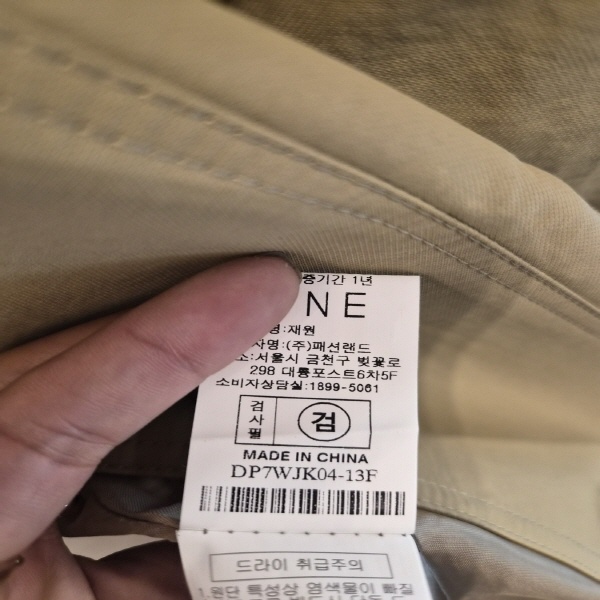 증기간 1년
NE
명:재원
자명:(주)패션랜드
소:서울시 금천구 벚꽃로
298 대륭포스트6차5F
소비자상담실:1899-5061
검사필
검
MADE IN CHINA
DP7WJK04-13F
드라이 취급주의
1.원단 특성상 염색물이 빠질